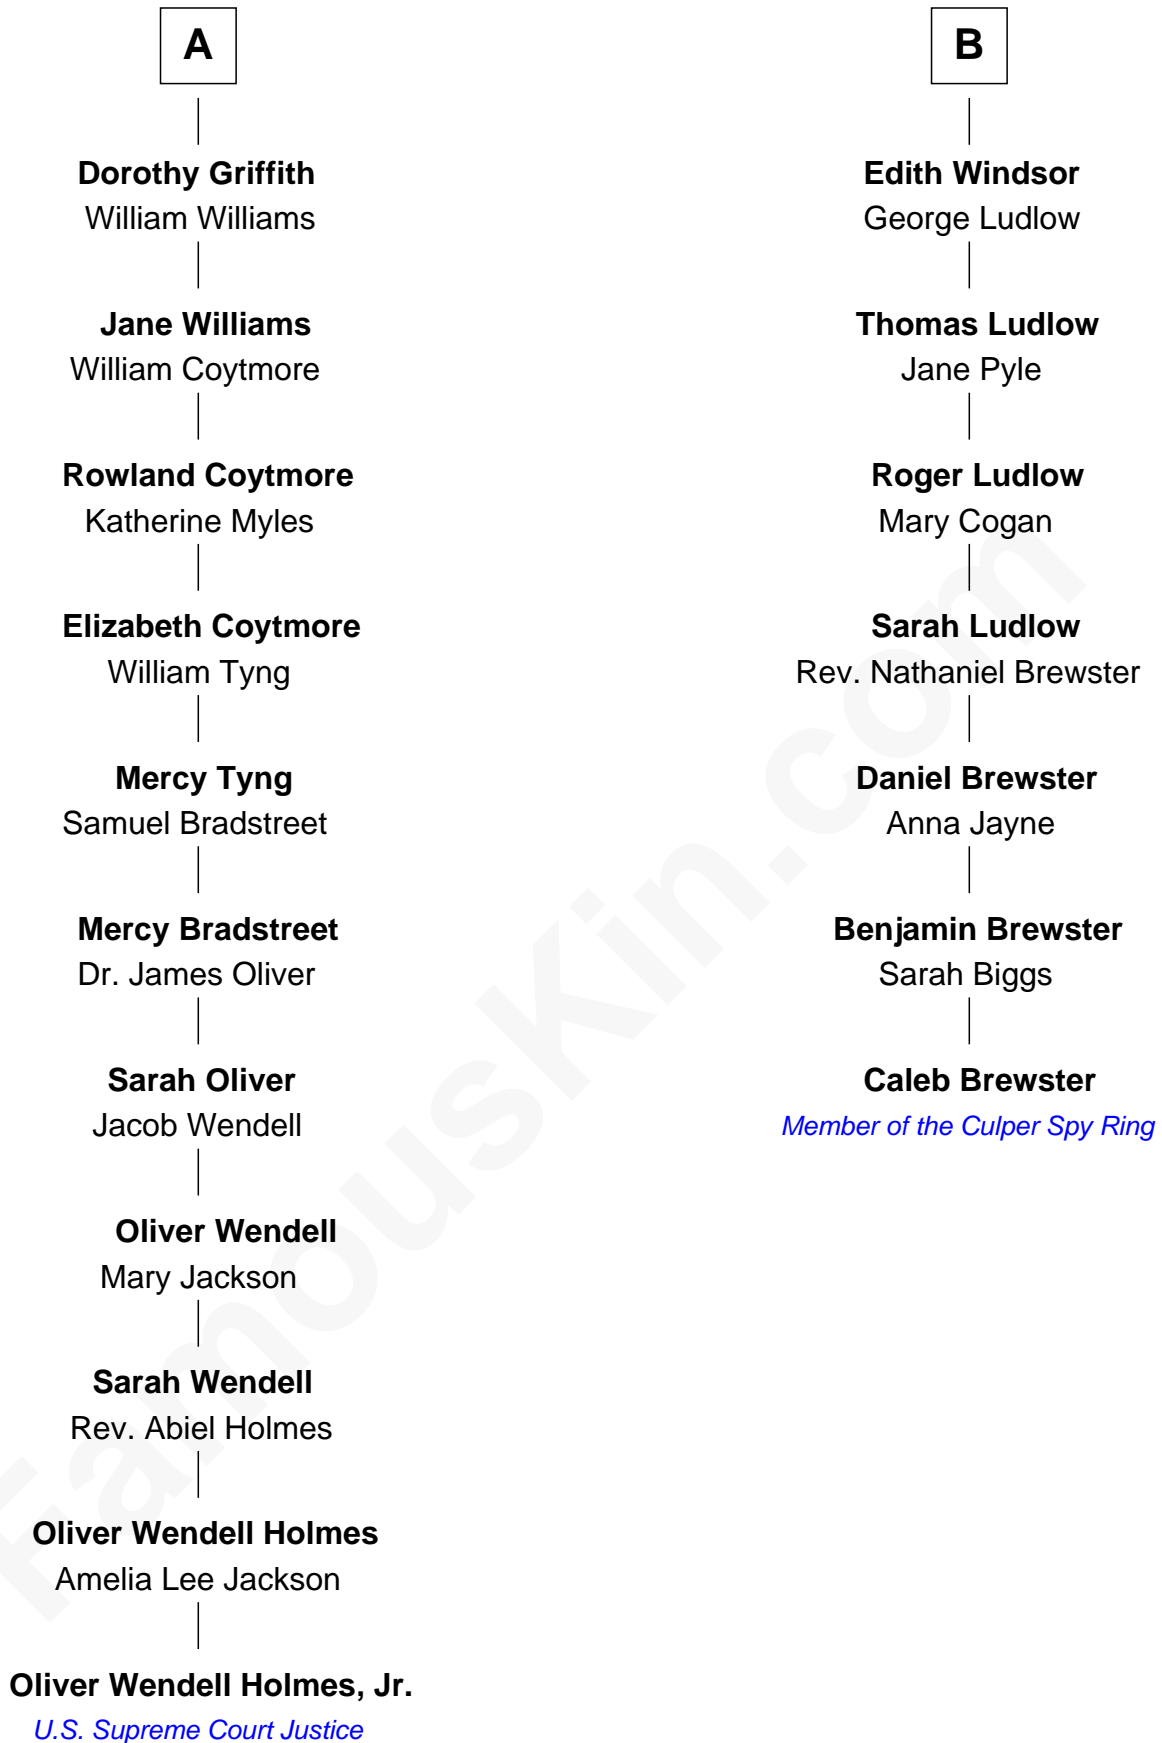 A
Dorothy Griffith
William Williams
Jane Williams
William Coytmore
Rowland Coytmore
Katherine Myles
Elizabeth Coytmore
William Tyng
Mercy Tyng
Samuel Bradstreet
Mercy Bradstreet
Dr. James Oliver
Sarah Oliver
Jacob Wendell
Oliver Wendell
Mary Jackson
Sarah Wendell
Rev. Abiel Holmes
Oliver Wendell Holmes
Amelia Lee Jackson
Oliver Wendell Holmes, Jr.
U.S. Supreme Court Justice
B
Edith Windsor
George Ludlow
Thomas Ludlow
Jane Pyle
Roger Ludlow
Mary Cogan
Sarah Ludlow
Rev. Nathaniel Brewster
Daniel Brewster
Anna Jayne
Benjamin Brewster
Sarah Biggs
Caleb Brewster
Member of the Culper Spy Ring
FamousKin.com